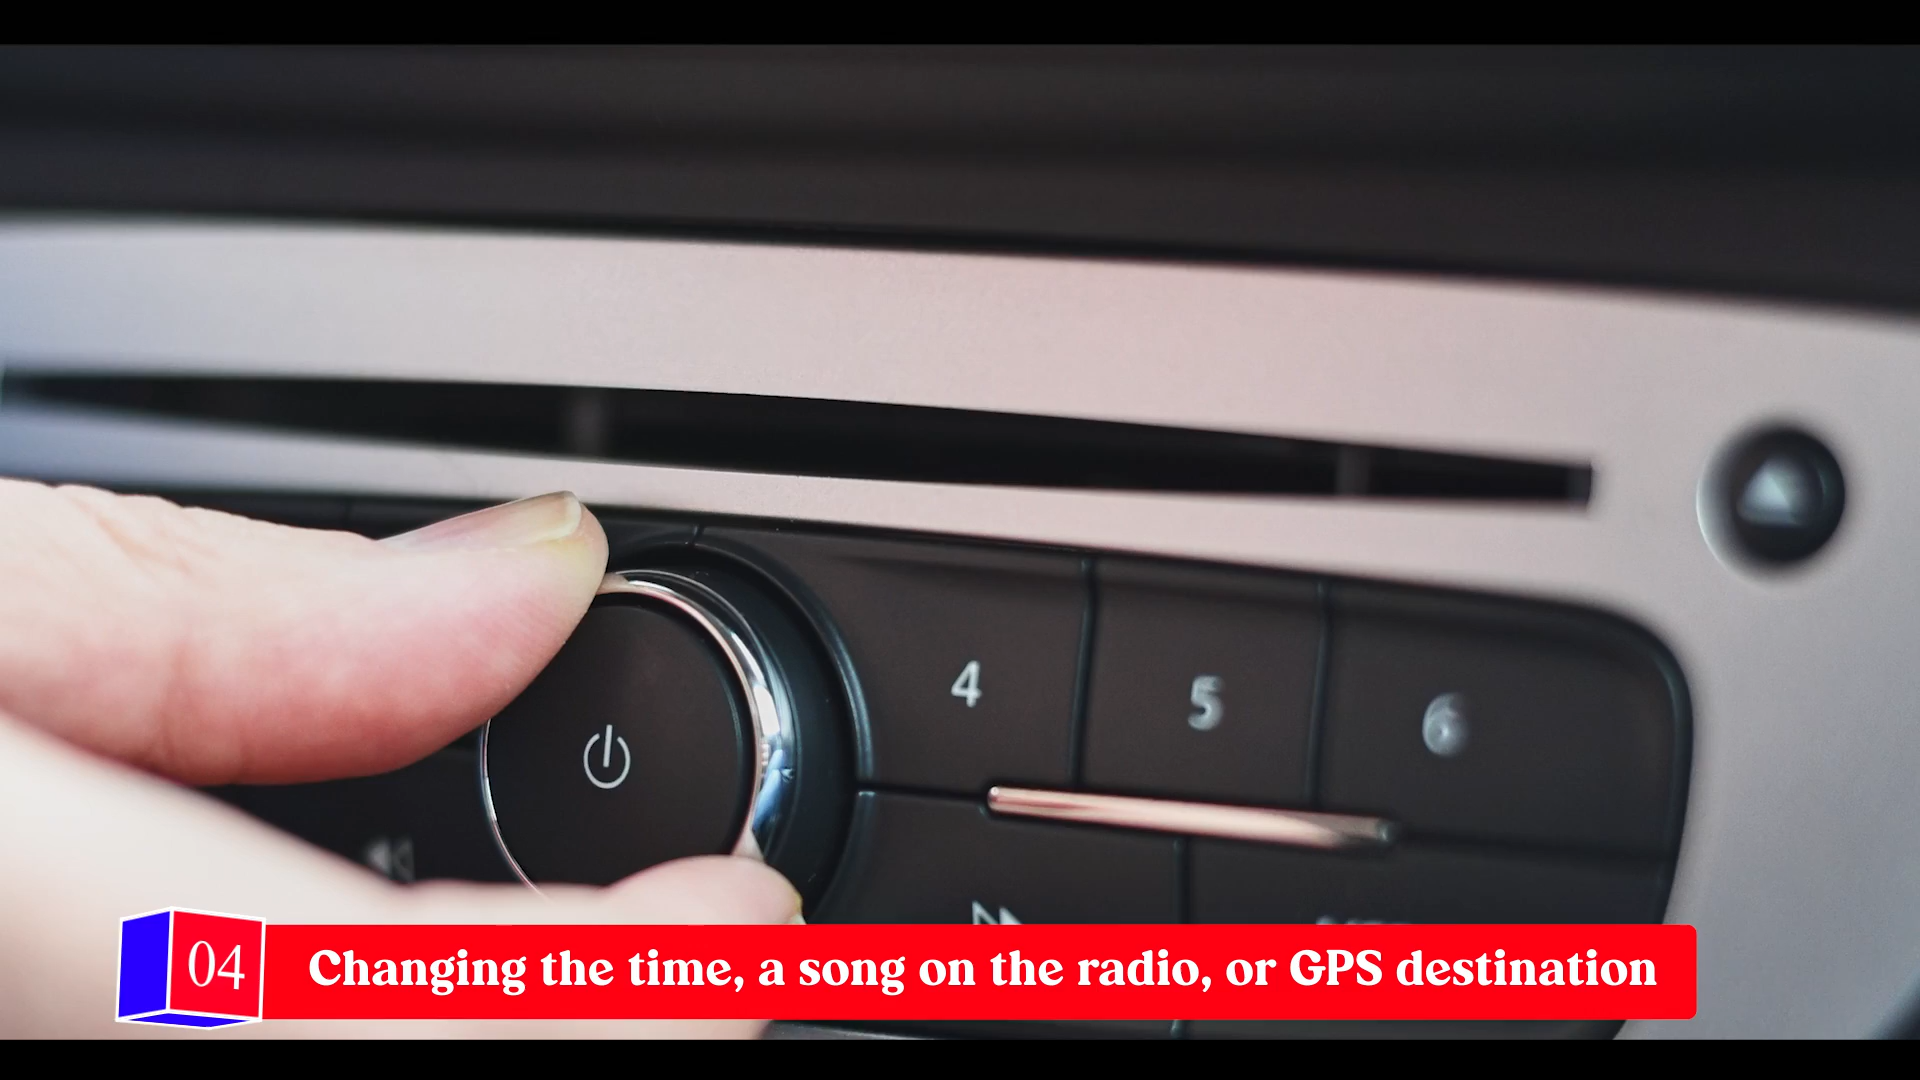 4
5
6
04
Changing the time, a song on the radio, or GPS destination